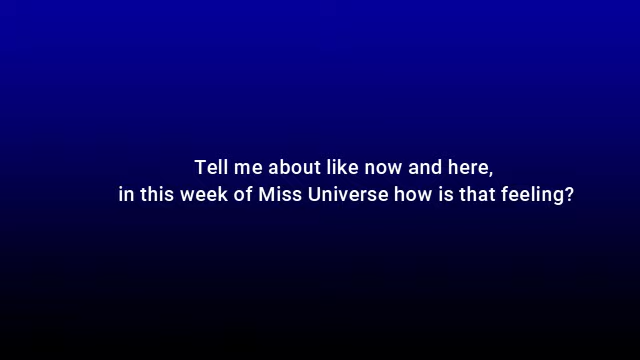 Tell me about like now and here,
in this week of Miss Universe how is that feeling?